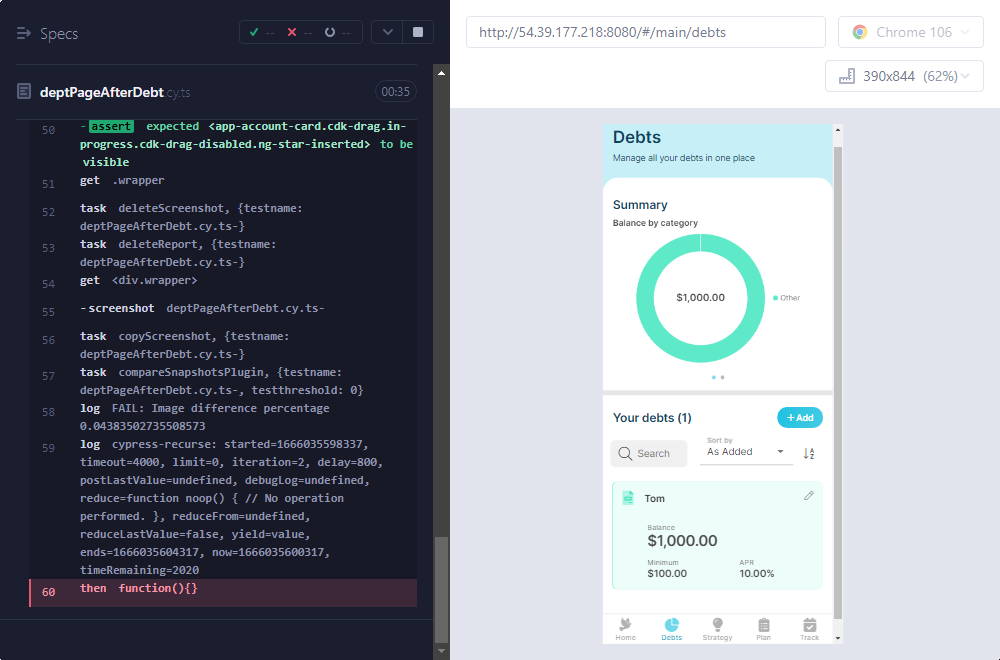 Specs
-- -- --
deptPageAfterDebt.cy.ts
00:35
50 -assert expected <app-account-card.cdk-drag.in-
progress.cdk-drag-disabled.ng-star-inserted> to be
visible
51 get .wrapper
52 task deleteScreenshot, {testname:
deptPageAfterDebt.cy.ts-}
53 task deleteReport, {testname:
deptPageAfterDebt.cy.ts-}
54 get <div.wrapper>
55 -screenshot deptPageAfterDebt.cy.ts-
56 task copyScreenshot, {testname:
deptPageAfterDebt.cy.ts-}
57 task compareSnapshotsPlugin, {testname:
deptPageAfterDebt.cy.ts-, testthreshold: 0}
58 log FAIL: Image difference percentage
0.04383502735508573
59 log cypress-recurse: started=1666035598337,
timeout=4000, limit=0, iteration=2, delay=800,
postLastValue=undefined, debugLog=undefined,
reduce=function noop() { // No operation
performed. }, reduceFrom=undefined,
reduceLastValue=false, yield=value,
ends=1666035604317, now=1666035600317,
timeRemaining=2020
60 then function(){}
http://54.39.177.218:8080/#/main/debts
Chrome 106
390x844 (62%)
Debts
Manage all your debts in one place
Summary
Balance by category
$1,000.00
Other
Your debts (1)
+ Add
Search
Sort by
As Added
A
Z
Tom
Balance
$1,000.00
Minimum
$100.00
APR
10.00%
Home
Debts
Strategy
Plan
Track